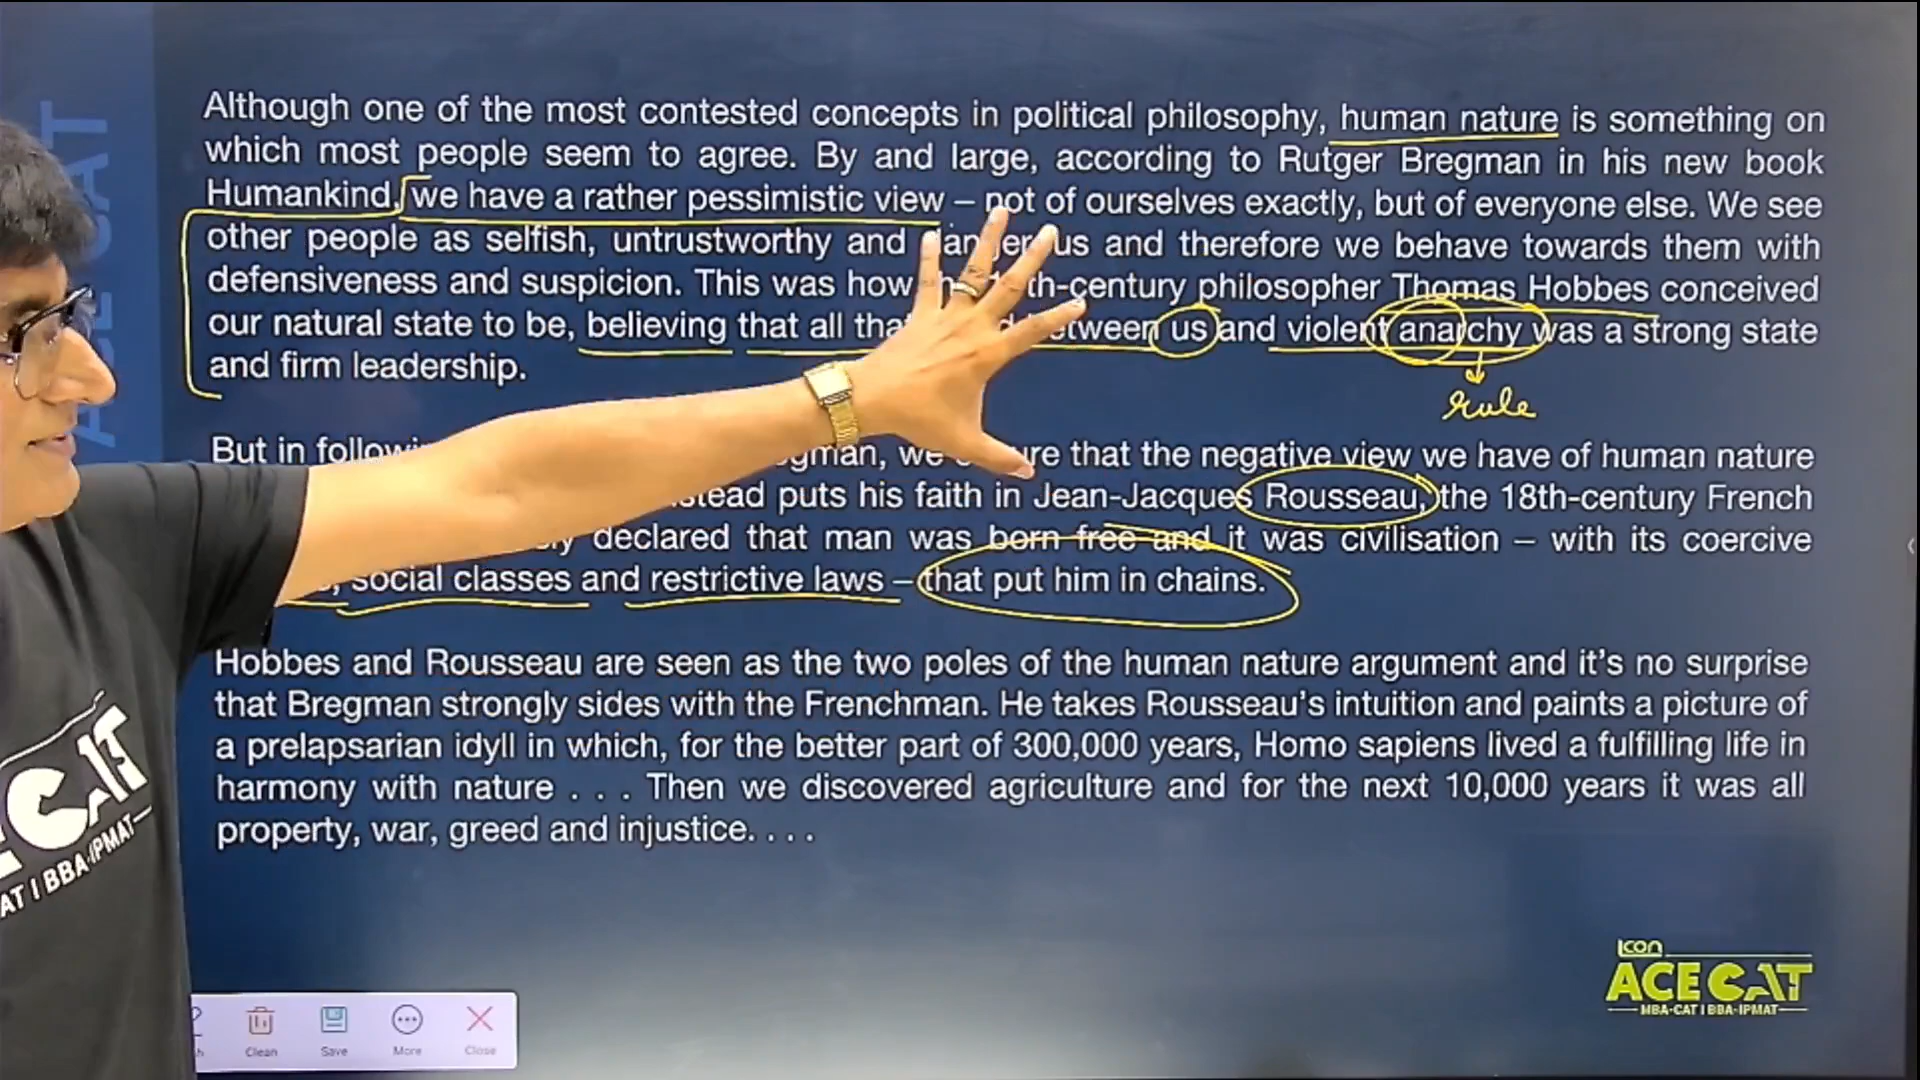 Although one of the most contested concepts in political philosophy, human nature is something on
which most people seem to agree. By and large, according to Rutger Bregman in his new book
Humankind, we have a rather pessimistic view – not of ourselves exactly, but of everyone else. We see
other people as selfish, untrustworthy and and therefore we behave towards them with
defensiveness and suspicion. This was how th-century philosopher Thomas Hobbes conceived
our natural state to be, believing that all us and violent anarchy was a strong state
and firm leadership.
rule
But in we that the negative view we have of human nature
puts his faith in Jean-Jacques Rousseau, the 18th-century French
declared that man was born free and it was civilisation – with its coercive
social classes and restrictive laws – that put him in chains.
Hobbes and Rousseau are seen as the two poles of the human nature argument and it's no surprise
that Bregman strongly sides with the Frenchman. He takes Rousseau's intuition and paints a picture of
a prelapsarian idyll in which, for the better part of 300,000 years, Homo sapiens lived a fulfilling life in
harmony with nature . . . Then we discovered agriculture and for the next 10,000 years it was all
property, war, greed and injustice. . . .
ACE CAT
AT | BBA-IPMAT
Clean Save More Close
icon
ACE CAT
MBA-CAT | BBA-IPMAT